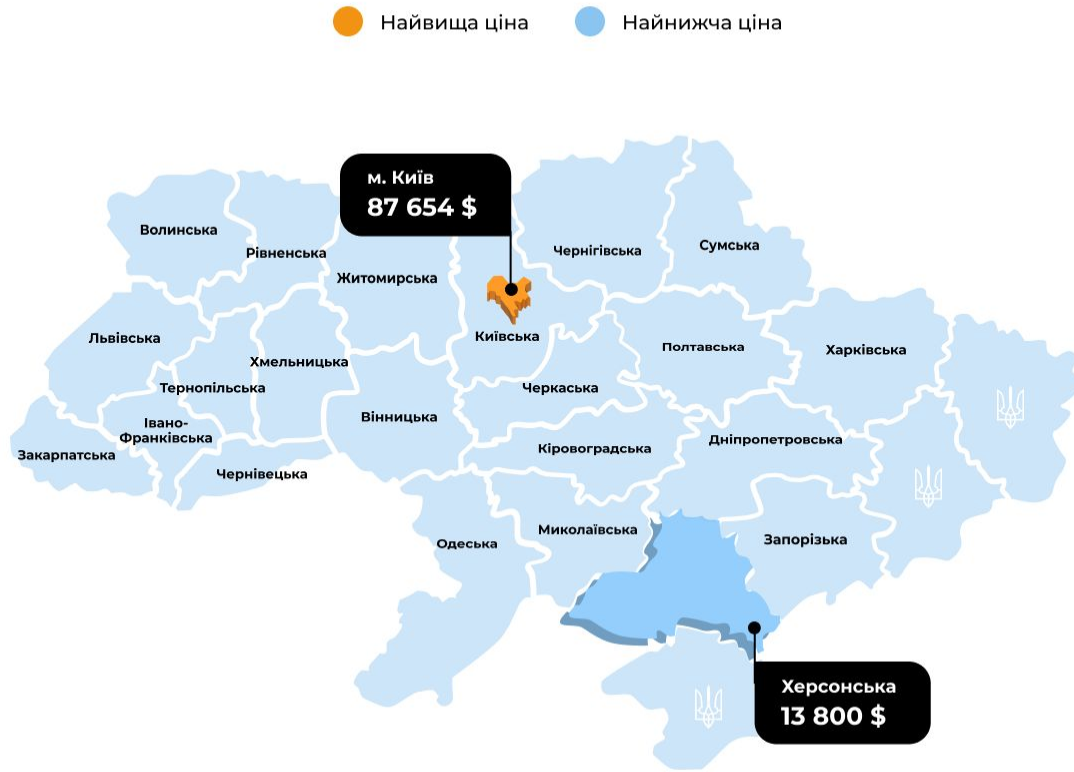 Найвища ціна
Найнижча ціна
м. Київ
87 654 $
Волинська
Рівненська
Житомирська
Чернігівська
Сумська
Київська
Львівська
Хмельницька
Тернопільська
Полтавська
Харківська
Черкаська
Вінницька
Івано-
Франківська
Закарпатська
Чернівецька
Кіровоградська
Дніпропетровська
Одеська
Миколаївська
Запорізька
Херсонська
13 800 $